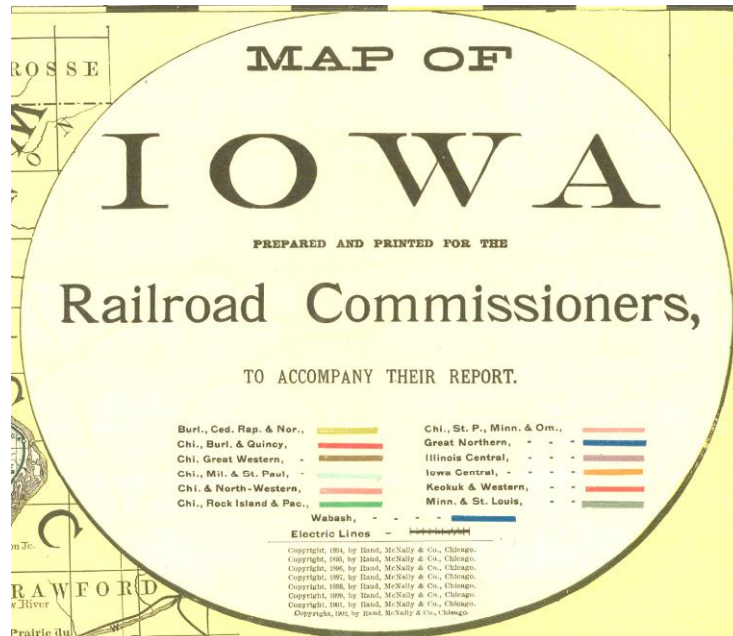 ROSSE
MAP OF
IOWA
PREPARED AND PRINTED FOR THE
Railroad Commissioners,
TO ACCOMPANY THEIR REPORT.
Burl., Ced. Rap. & Nor.,
Chi., Burl. & Quincy,
Chi. Great Western, -
Chi., Mil. & St. Paul, -
Chi. & North-Western,
Chi., Rock Island & Pac.,
Chi., St. P., Minn. & Om.,
Great Northern, - - -
Illinois Central, - - -
Iowa Central, - - - -
Keokuk & Western, - -
Minn. & St. Louis, - -
Wabash, - - - -
Electric Lines -
Copyright, 1894, by Rand, McNally & Co., Chicago.
Copyright, 1895, by Rand, McNally & Co., Chicago.
Copyright, 1896, by Rand, McNally & Co., Chicago.
Copyright, 1897, by Rand, McNally & Co., Chicago.
Copyright, 1898, by Rand, McNally & Co., Chicago.
Copyright, 1899, by Rand, McNally & Co., Chicago.
Copyright, 1901, by Rand, McNally & Co., Chicago.
Copyright, 1902, by Rand, McNally & Co., Chicago.
C
RAWFORD
River
Prairie du